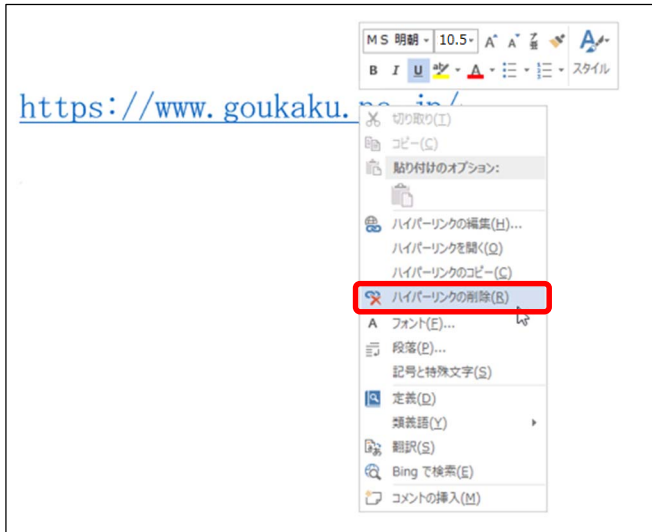 MS 明朝 10.5 A A ア亜
B I U aby A スタイル
https://www.goukaku.ne.jp/
切り取り(T)
コピー(C)
貼り付けのオプション:
ハイパーリンクの編集(H)...
ハイパーリンクを開く(O)
ハイパーリンクのコピー(C)
ハイパーリンクの削除(R)
A フォント(F)...
段落(P)...
記号と特殊文字(S)
定義(D)
類義語(Y)
翻訳(S)
Bing で検索(E)
コメントの挿入(M)